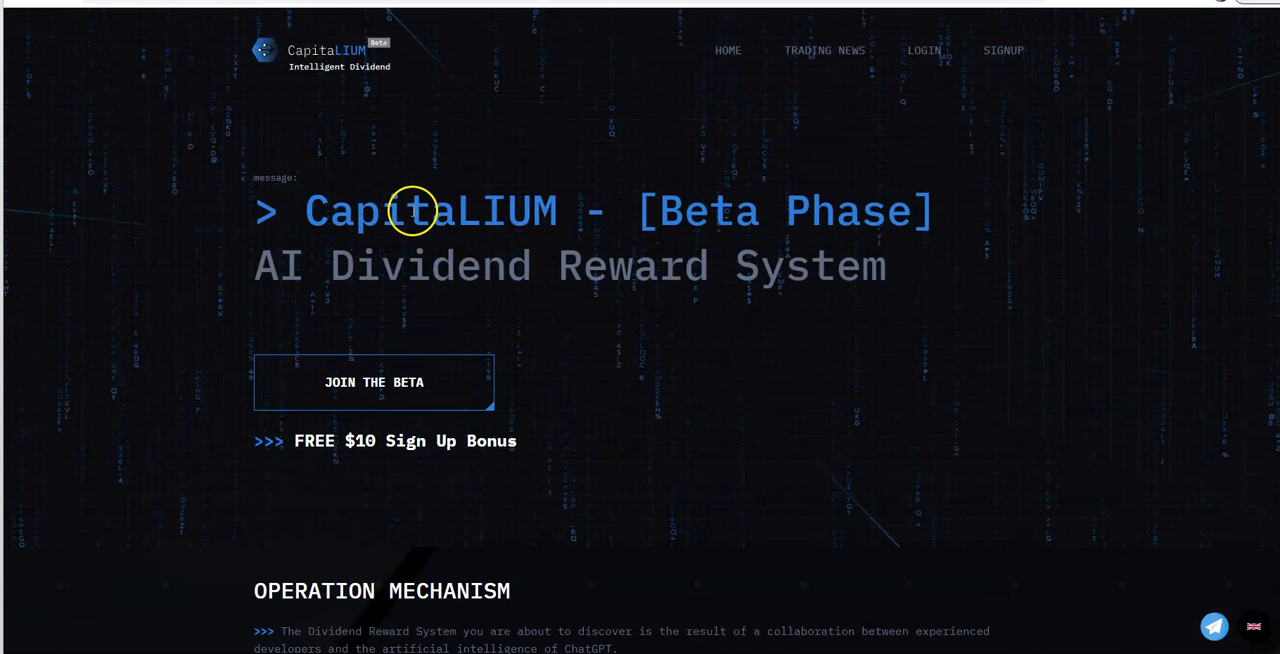 CapitaLIUM Beta
Intelligent Dividend
HOME TRADING NEWS LOGIN SIGNUP
message:
> CapitaLIUM - [Beta Phase]
AI Dividend Reward System
JOIN THE BETA
>>> FREE $10 Sign Up Bonus
OPERATION MECHANISM
>>> The Dividend Reward System you are about to discover is the result of a collaboration between experienced
developers and the artificial intelligence of ChatGPT.